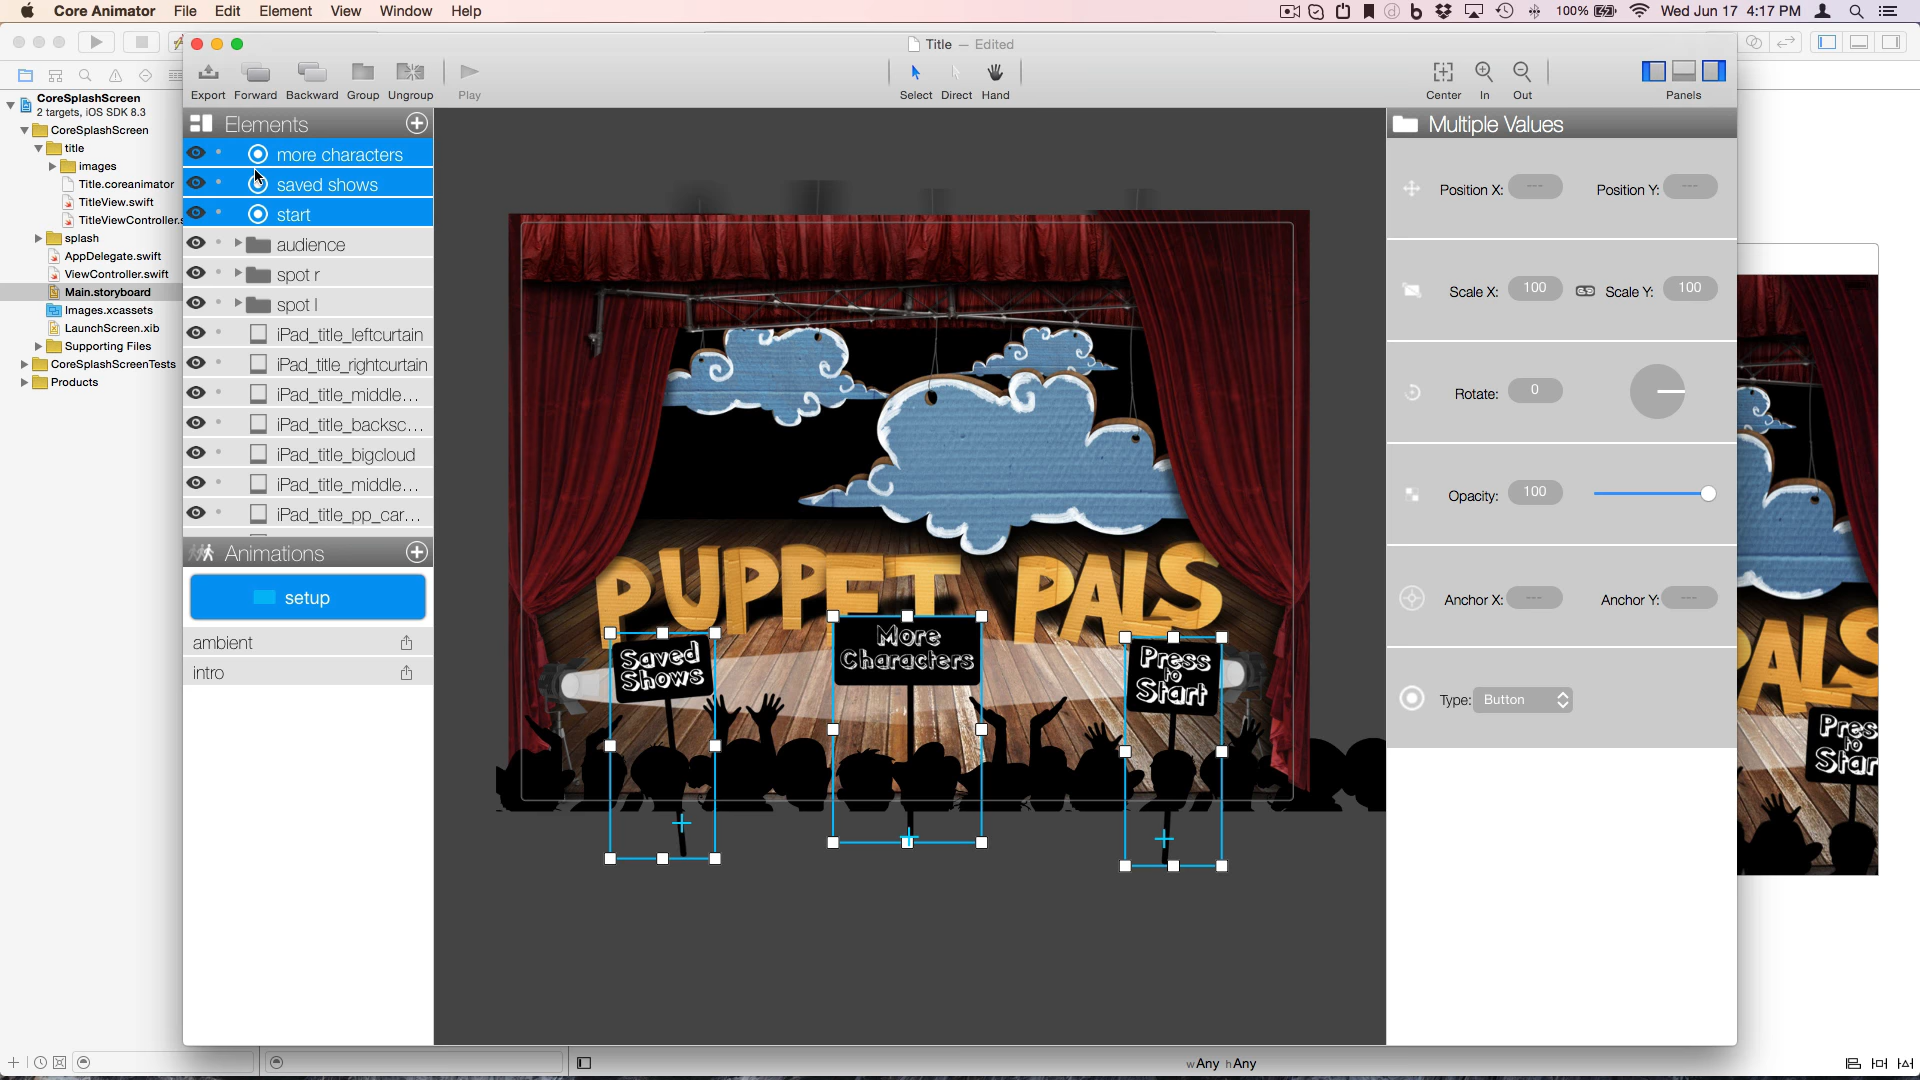 Core Animator File Edit Element View Window Help
100% Wed Jun 17 4:17 PM
Title — Edited
Export Forward Backward Group Ungroup Play
Select Direct Hand
Center In Out Panels
CoreSplashScreen
2 targets, iOS SDK 8.3
CoreSplashScreen
title
images
Title.coreanimator
TitleView.swift
TitleViewController.s
splash
AppDelegate.swift
ViewController.swift
Main.storyboard
Images.xcassets
LaunchScreen.xib
Supporting Files
CoreSplashScreenTests
Products
Elements
more characters
saved shows
start
audience
spot r
spot l
iPad_title_leftcurtain
iPad_title_rightcurtain
iPad_title_middle...
iPad_title_backsc...
iPad_title_bigcloud
iPad_title_middle...
iPad_title_pp_car...
Animations
setup
ambient
intro
PUPPET PALS
Saved
Shows
More
Characters
Press
to
Start
Multiple Values
Position X: --- Position Y: ---
Scale X: 100 Scale Y: 100
Rotate: 0
Opacity: 100
Anchor X: --- Anchor Y: ---
Type: Button
ALS
Press
to
Star
wAny hAny